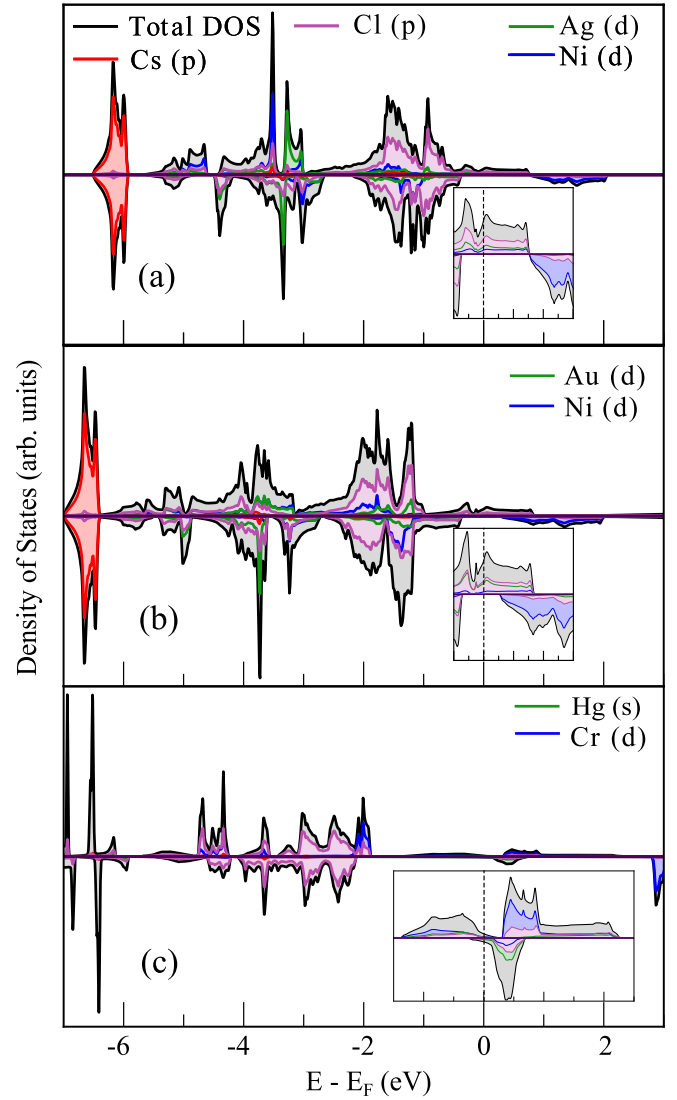 Total DOS Cl (p) Ag (d)
Cs (p) Ni (d)
(a)
Au (d)
Ni (d)
(b)
Density of States (arb. units)
Hg (s)
Cr (d)
(c)
-6 -4 -2 0 2
E - E_F (eV)